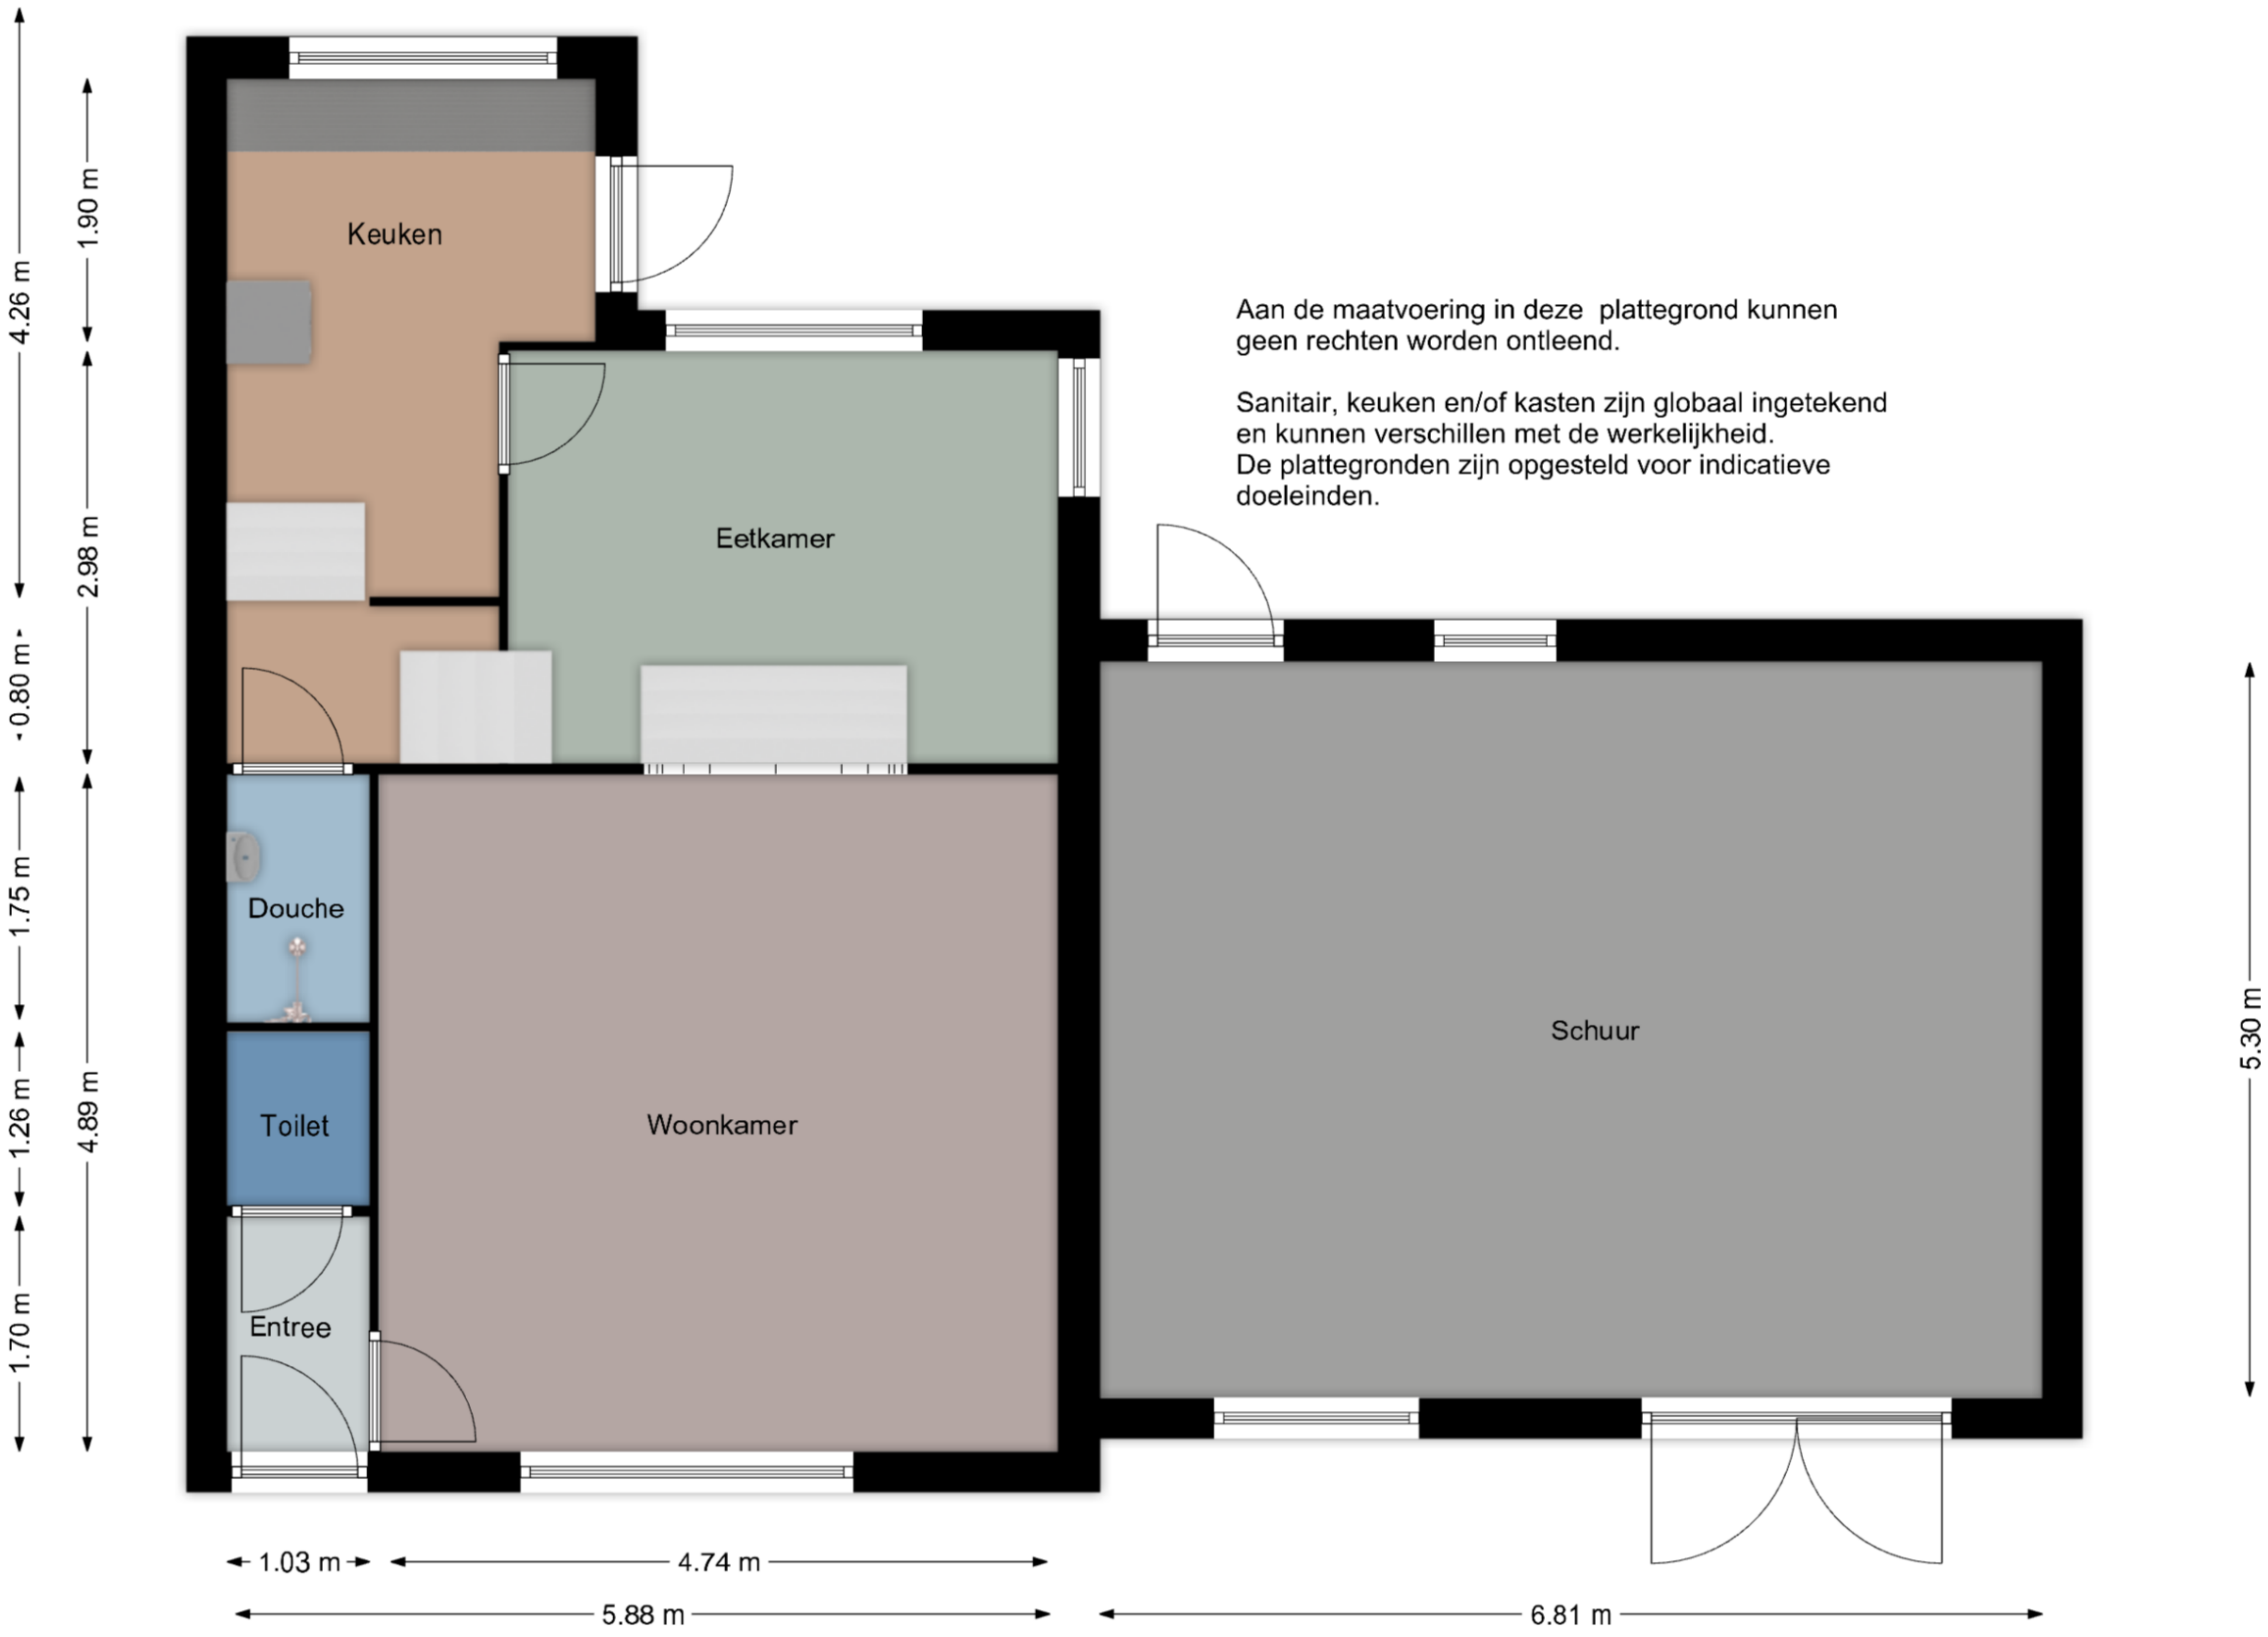 4.26 m
1.90 m
Keuken
Aan de maatvoering in deze  plattegrond kunnen
geen rechten worden ontleend.
Sanitair, keuken en/of kasten zijn globaal ingetekend
en kunnen verschillen met de werkelijkheid.
De plattegronden zijn opgesteld voor indicatieve
doeleinden.
2.98 m
Eetkamer
0.80 m
1.75 m
Douche
4.89 m
1.26 m
Toilet
Woonkamer
Schuur
5.30 m
1.70 m
Entree
1.03 m
4.74 m
5.88 m
6.81 m